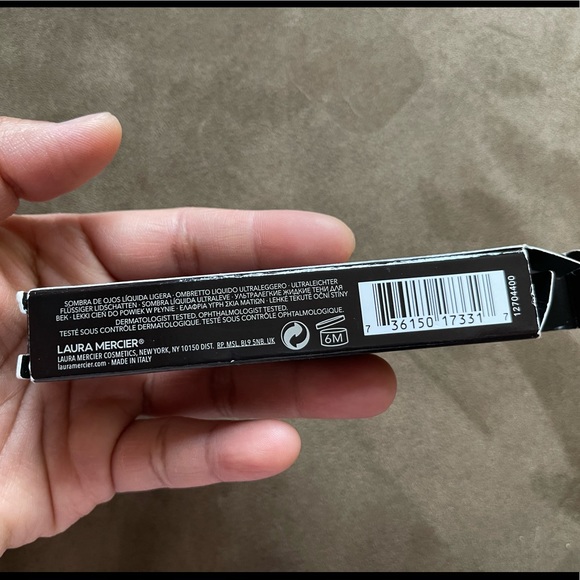 SOMBRA DE OJOS LÍQUIDA LIGERA - OMBRETTO LIQUIDO ULTRALEGGERO - ULTRALEICHTER
FLÜSSIGER LIDSCHATTEN - SOMBRA LÍQUIDA ULTRALEVE - УЛЬТРАЛЕГКИЕ ЖИДКИЕ ТЕНИ ДЛЯ
ВЕК - LEKKI CIEN DO POWIEK W PŁYNIE - ΕΛΑΦΡΙΑ ΥΓΡΗ ΣΚΙΑ ΜΑΤΙΩΝ - LEHKÉ TEKUTÉ OČNÍ STÍNY
DERMATOLOGIST TESTED. OPHTHALMOLOGIST TESTED.
TESTÉ SOUS CONTRÔLE DERMATOLOGIQUE. TESTÉ SOUS CONTRÔLE OPHTALMOLOGIQUE.
LAURA MERCIER®
LAURA MERCIER COSMETICS, NEW YORK, NY 10150 DIST. BP, MSL, BL9 5NB, UK
lauramercier.com - MADE IN ITALY
6M
7 36150 17331 7
12704400